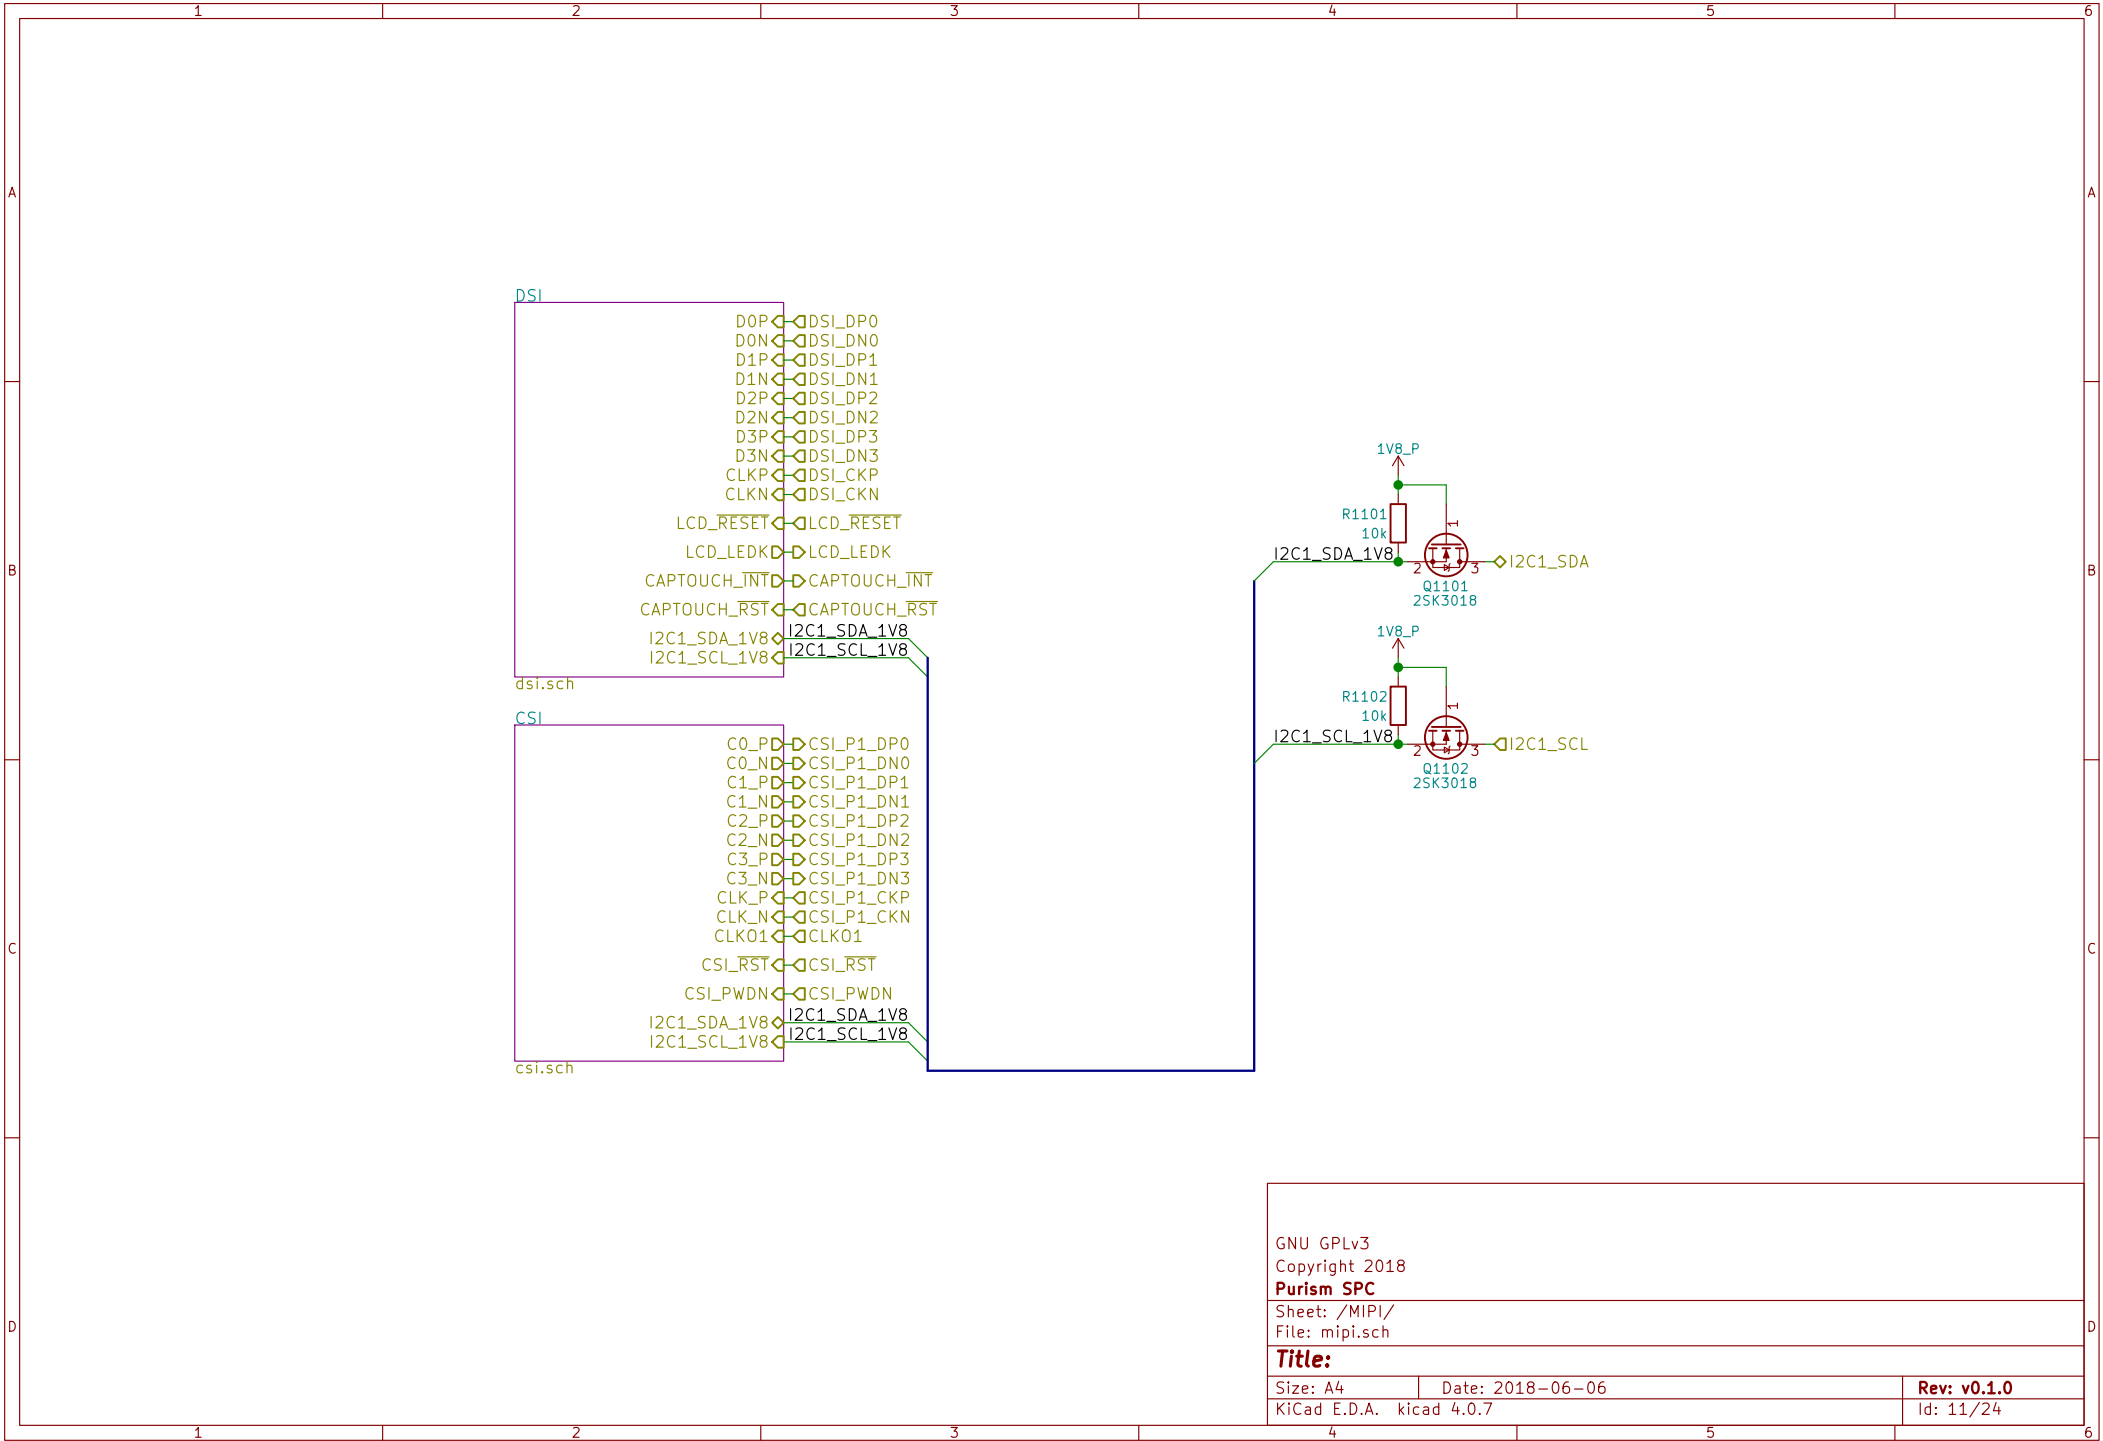 1 2 3 4 5 6
A A
B B
C C
D D
DSI
D0P DSI_DP0
D0N DSI_DN0
D1P DSI_DP1
D1N DSI_DN1
D2P DSI_DP2
D2N DSI_DN2
D3P DSI_DP3
D3N DSI_DN3
CLKP DSI_CKP
CLKN DSI_CKN
LCD_RESET LCD_RESET
LCD_LEDK LCD_LEDK
CAPTOUCH_INT CAPTOUCH_INT
CAPTOUCH_RST CAPTOUCH_RST
I2C1_SDA_1V8 I2C1_SDA_1V8
I2C1_SCL_1V8 I2C1_SCL_1V8
dsi.sch
CSI
C0_P CSI_P1_DP0
C0_N CSI_P1_DN0
C1_P CSI_P1_DP1
C1_N CSI_P1_DN1
C2_P CSI_P1_DP2
C2_N CSI_P1_DN2
C3_P CSI_P1_DP3
C3_N CSI_P1_DN3
CLK_P CSI_P1_CKP
CLK_N CSI_P1_CKN
CLKO1 CLKO1
CSI_RST CSI_RST
CSI_PWDN CSI_PWDN
I2C1_SDA_1V8 I2C1_SDA_1V8
I2C1_SCL_1V8 I2C1_SCL_1V8
csi.sch
1V8_P
R1101
10k
1
I2C1_SDA_1V8
2 3
I2C1_SDA
Q1101
2SK3018
1V8_P
R1102
10k
1
I2C1_SCL_1V8
2 3
I2C1_SCL
Q1102
2SK3018
GNU GPLv3
Copyright 2018
Purism SPC
Sheet: /MIPI/
File: mipi.sch
Title:
Size: A4 Date: 2018-06-06 Rev: v0.1.0
KiCad E.D.A. kicad 4.0.7 Id: 11/24
1 2 3 4 5 6